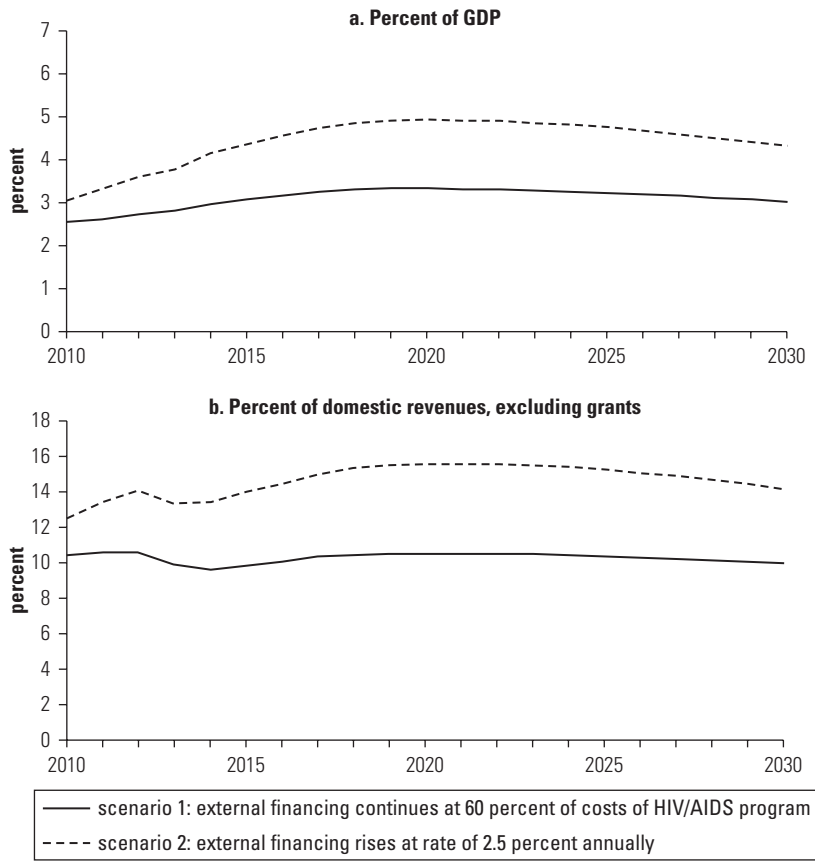 a. Percent of GDP
7
6
5
4
3
2
1
0
percent
2010 2015 2020 2025 2030
b. Percent of domestic revenues, excluding grants
18
16
14
12
10
8
6
4
2
0
percent
2010 2015 2020 2025 2030
scenario 1: external financing continues at 60 percent of costs of HIV/AIDS program
scenario 2: external financing rises at rate of 2.5 percent annually